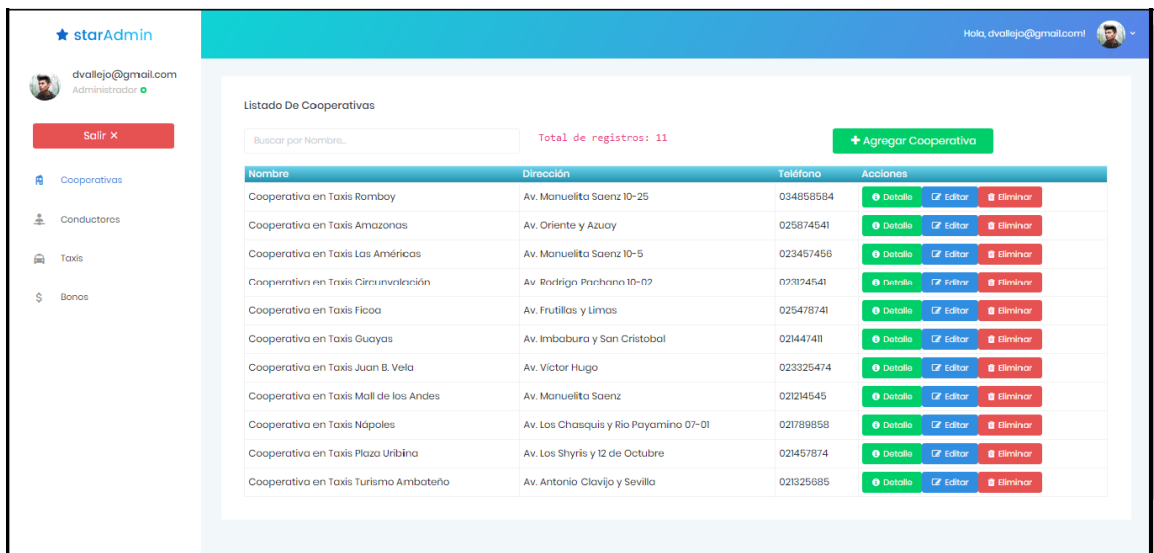 starAdmin
Hola, dvallejo@gmail.com!
dvallejo@gmail.com
Administrador
Salir ×
Cooperativas
Conductores
Taxis
Bonos
Listado De Cooperativas
Buscar por Nombre...
Total de registros: 11
+ Agregar Cooperativa
Nombre Dirección Teléfono Acciones
Cooperativa en Taxis Romboy Av. Manuelita Saenz 10-25 034858584 Detalle Editar Eliminar
Cooperativa en Taxis Amazonas Av. Oriente y Azuay 025874541 Detalle Editar Eliminar
Cooperativa en Taxis Las Américas Av. Manuelita Saenz 10-5 023457456 Detalle Editar Eliminar
Cooperativa en Taxis Circunvalación Av. Rodrigo Pachano 10-02 023124541 Detalle Editar Eliminar
Cooperativa en Taxis Ficoa Av. Frutillas y Limas 025478741 Detalle Editar Eliminar
Cooperativa en Taxis Guayas Av. Imbabura y San Cristobal 021447411 Detalle Editar Eliminar
Cooperativa en Taxis Juan B. Vela Av. Víctor Hugo 023325474 Detalle Editar Eliminar
Cooperativa en Taxis Mall de los Andes Av. Manuelita Saenz 021214545 Detalle Editar Eliminar
Cooperativa en Taxis Nápoles Av. Los Chasquis y Rio Payamino 07-01 021789858 Detalle Editar Eliminar
Cooperativa en Taxis Plaza Uribina Av. Los Shyris y 12 de Octubre 021457874 Detalle Editar Eliminar
Cooperativa en Taxis Turismo Ambateño Av. Antonio Clavijo y Sevilla 021325685 Detalle Editar Eliminar